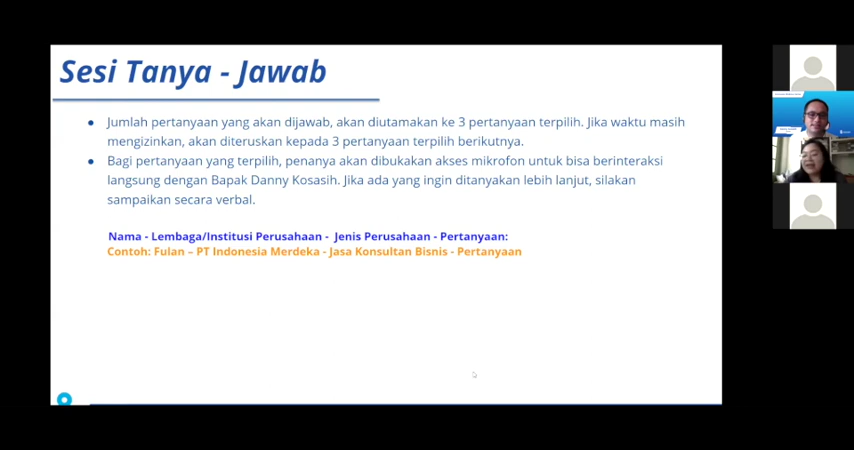 Sesi Tanya - Jawab
● Jumlah pertanyaan yang akan dijawab, akan diutamakan ke 3 pertanyaan terpilih. Jika waktu masih
mengizinkan, akan diteruskan kepada 3 pertanyaan terpilih berikutnya.
● Bagi pertanyaan yang terpilih, penanya akan dibukakan akses mikrofon untuk bisa berinteraksi
langsung dengan Bapak Danny Kosasih. Jika ada yang ingin ditanyakan lebih lanjut, silakan
sampaikan secara verbal.
Nama - Lembaga/Institusi Perusahaan - Jenis Perusahaan - Pertanyaan:
Contoh: Fulan – PT Indonesia Merdeka - Jasa Konsultan Bisnis - Pertanyaan